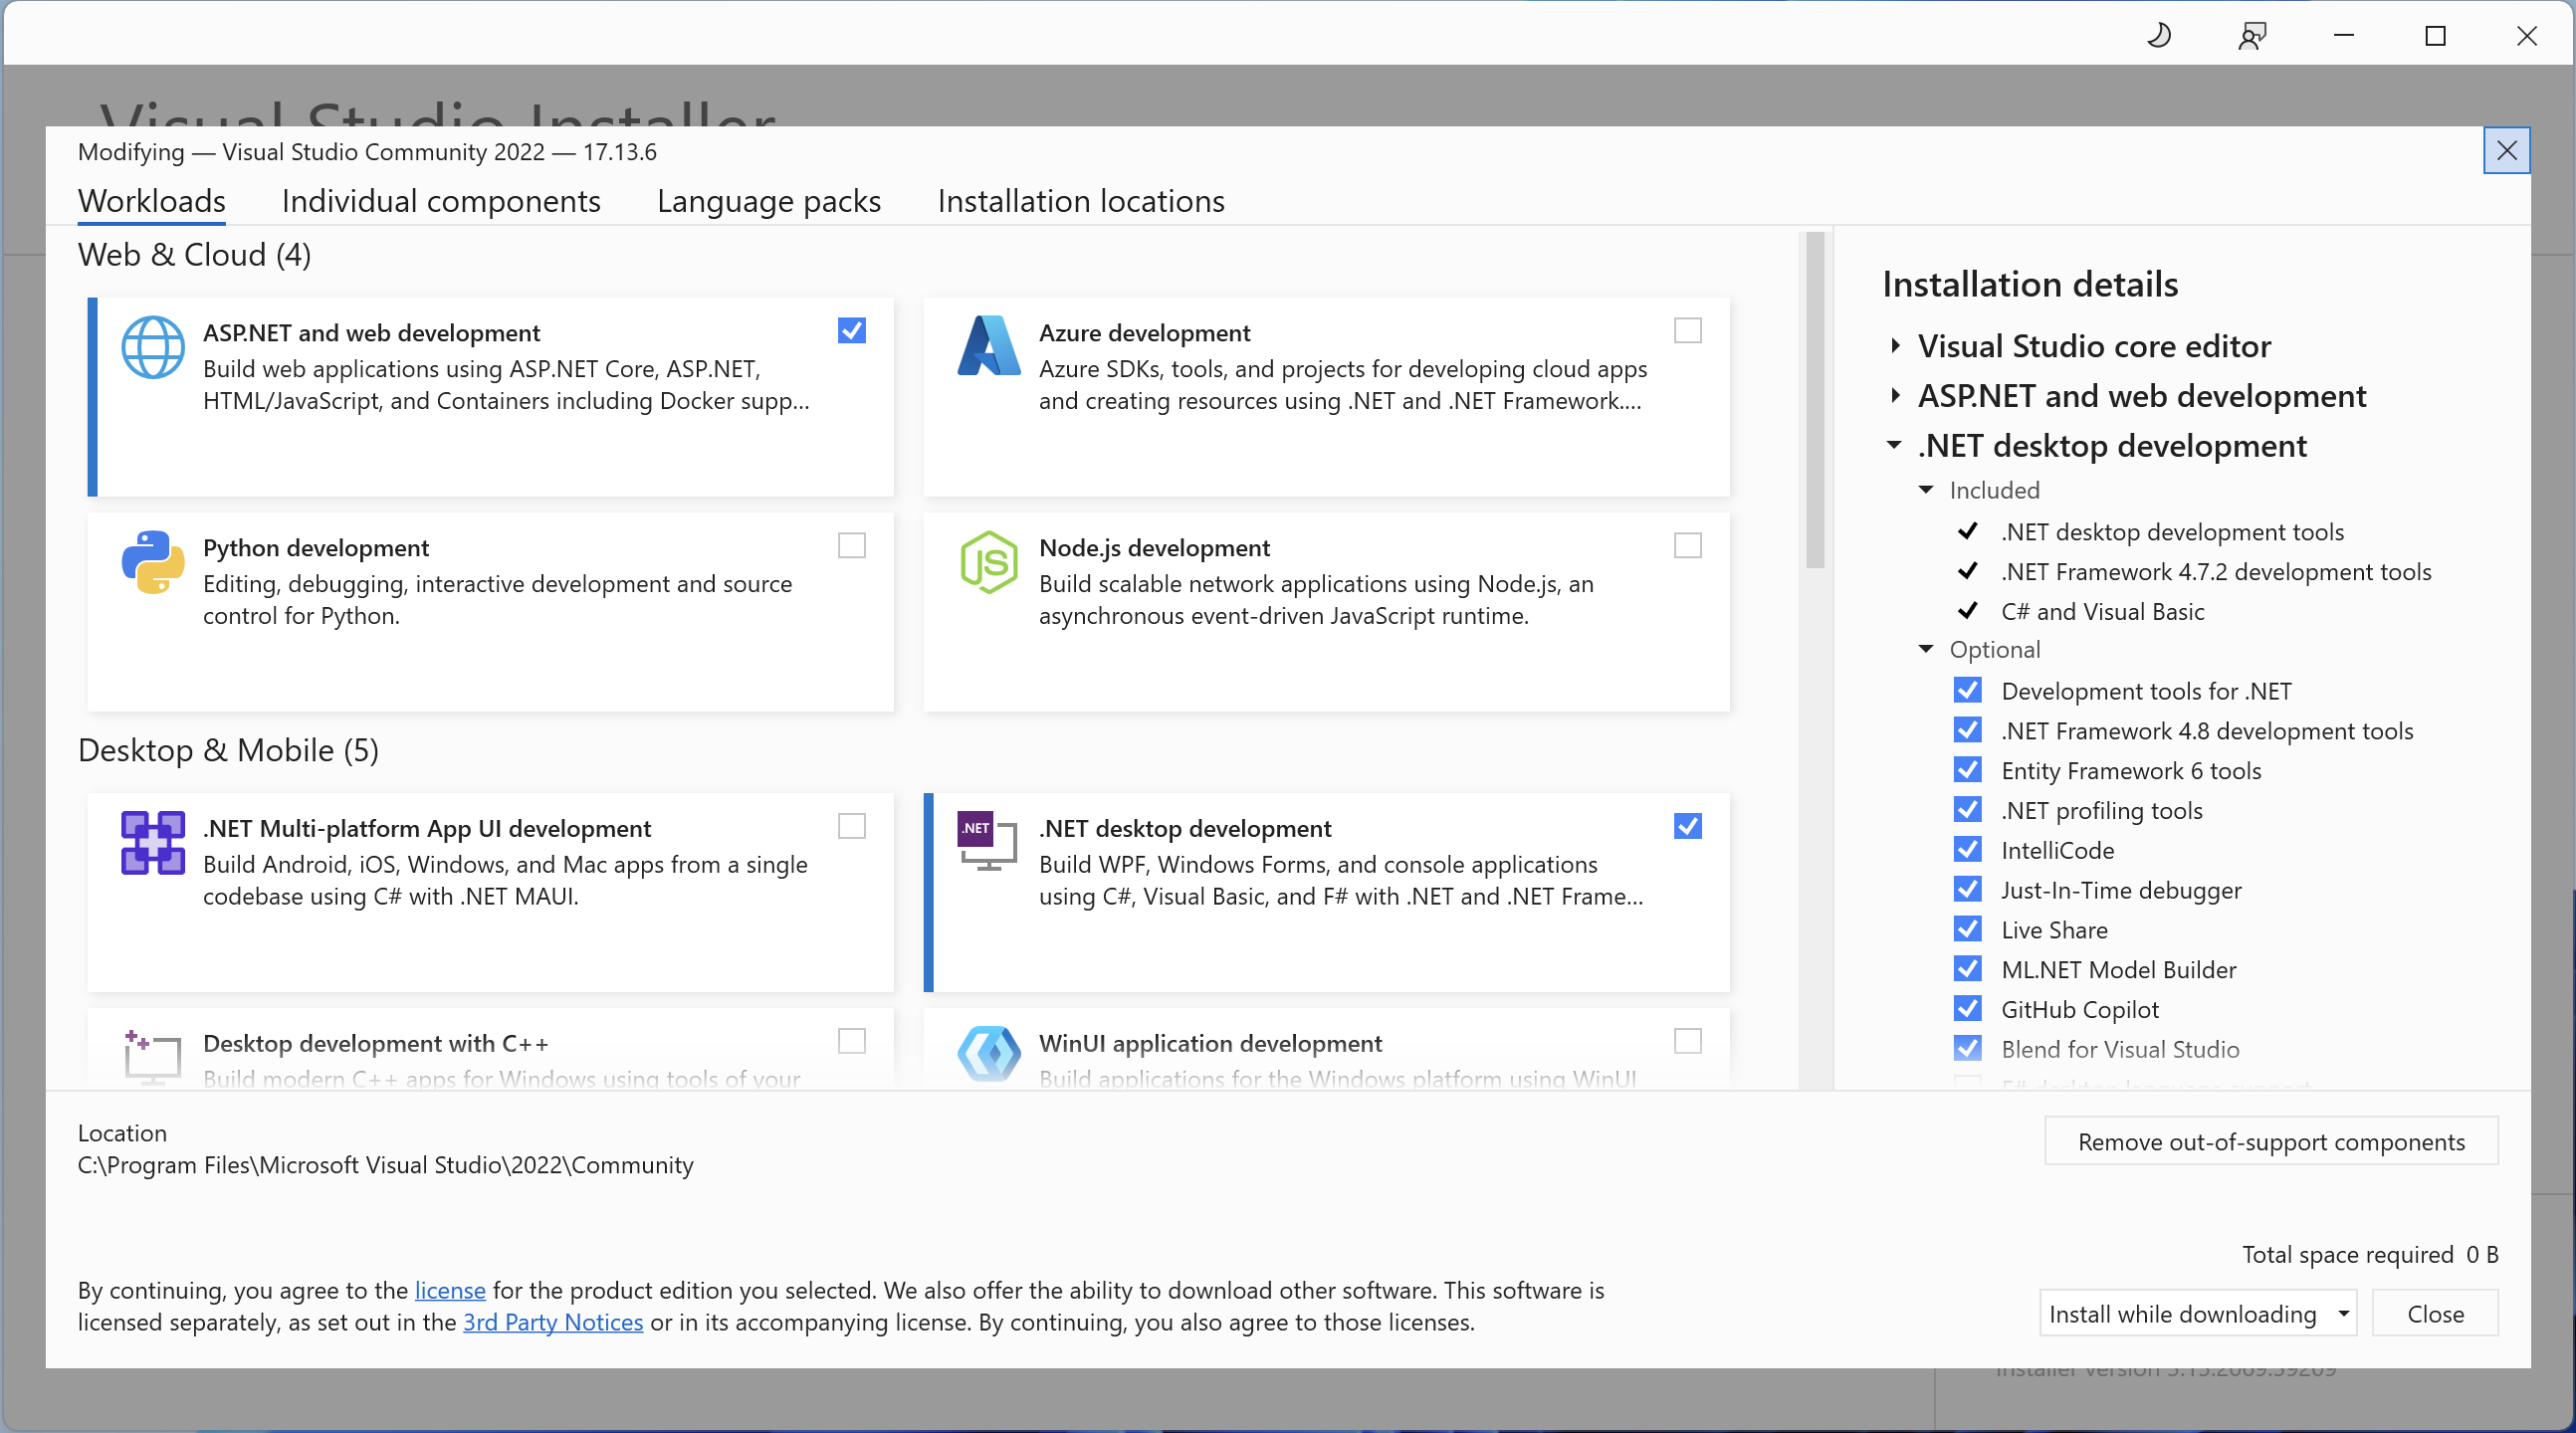 Visual Studio Installer
Modifying — Visual Studio Community 2022 — 17.13.6
Workloads
Individual components
Language packs
Installation locations
Web & Cloud (4)
ASP.NET and web development
Build web applications using ASP.NET Core, ASP.NET,
HTML/JavaScript, and Containers including Docker supp...
Azure development
Azure SDKs, tools, and projects for developing cloud apps
and creating resources using .NET and .NET Framework....
Python development
Editing, debugging, interactive development and source
control for Python.
Node.js development
Build scalable network applications using Node.js, an
asynchronous event-driven JavaScript runtime.
Desktop & Mobile (5)
.NET Multi-platform App UI development
Build Android, iOS, Windows, and Mac apps from a single
codebase using C# with .NET MAUI.
.NET
.NET desktop development
Build WPF, Windows Forms, and console applications
using C#, Visual Basic, and F# with .NET and .NET Frame...
Desktop development with C++
Build modern C++ apps for Windows using tools of your
WinUI application development
Build applications for the Windows platform using WinUI
Installation details
Visual Studio core editor
ASP.NET and web development
.NET desktop development
Included
.NET desktop development tools
.NET Framework 4.7.2 development tools
C# and Visual Basic
Optional
Development tools for .NET
.NET Framework 4.8 development tools
Entity Framework 6 tools
.NET profiling tools
IntelliCode
Just-In-Time debugger
Live Share
ML.NET Model Builder
GitHub Copilot
Blend for Visual Studio
F# desktop language support
Location
C:\Program Files\Microsoft Visual Studio\2022\Community
Remove out-of-support components
Total space required 0 B
By continuing, you agree to the license for the product edition you selected. We also offer the ability to download other software. This software is
licensed separately, as set out in the 3rd Party Notices or in its accompanying license. By continuing, you also agree to those licenses.
Install while downloading
Close
Installer version